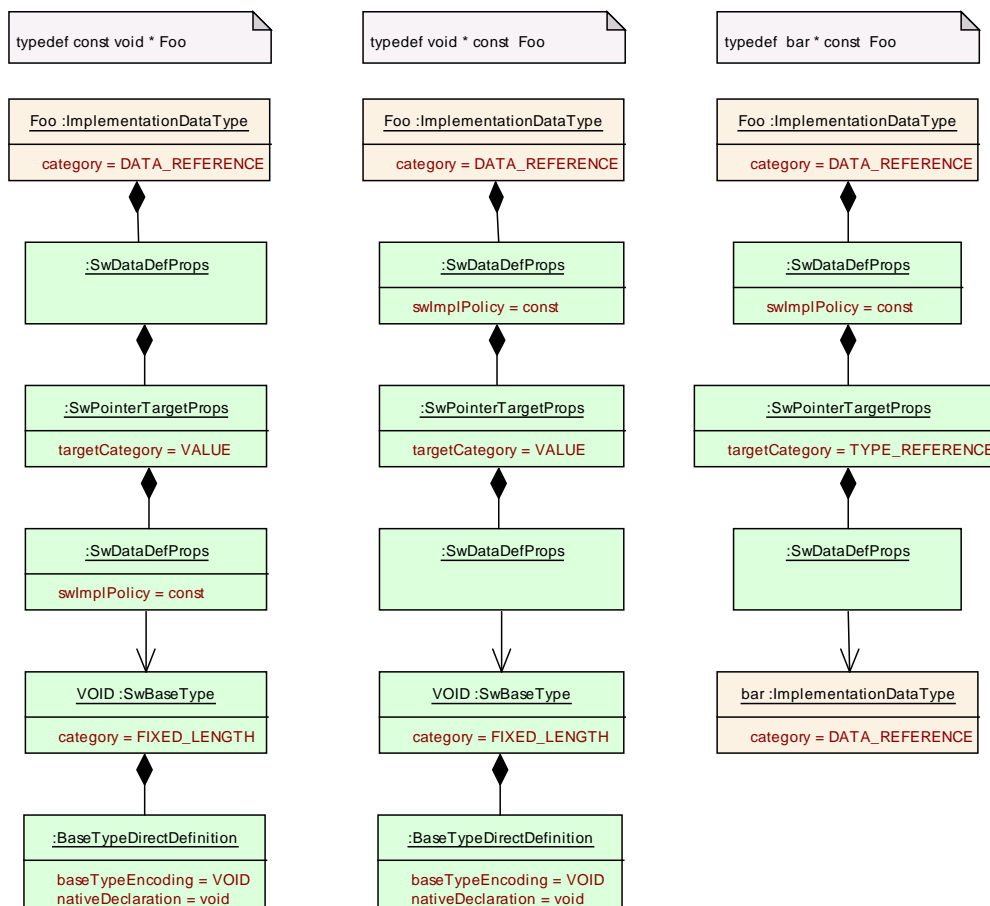 typedef const void * Foo
Foo :ImplementationDataType
category = DATA_REFERENCE
:SwDataDefProps
:SwPointerTargetProps
targetCategory = VALUE
:SwDataDefProps
swImplPolicy = const
VOID :SwBaseType
category = FIXED_LENGTH
:BaseTypeDirectDefinition
baseTypeEncoding = VOID
nativeDeclaration = void
typedef void * const  Foo
Foo :ImplementationDataType
category = DATA_REFERENCE
:SwDataDefProps
swImplPolicy = const
:SwPointerTargetProps
targetCategory = VALUE
:SwDataDefProps
VOID :SwBaseType
category = FIXED_LENGTH
:BaseTypeDirectDefinition
baseTypeEncoding = VOID
nativeDeclaration = void
typedef  bar * const  Foo
Foo :ImplementationDataType
category = DATA_REFERENCE
:SwDataDefProps
swImplPolicy = const
:SwPointerTargetProps
targetCategory = TYPE_REFERENCE
:SwDataDefProps
bar :ImplementationDataType
category = DATA_REFERENCE